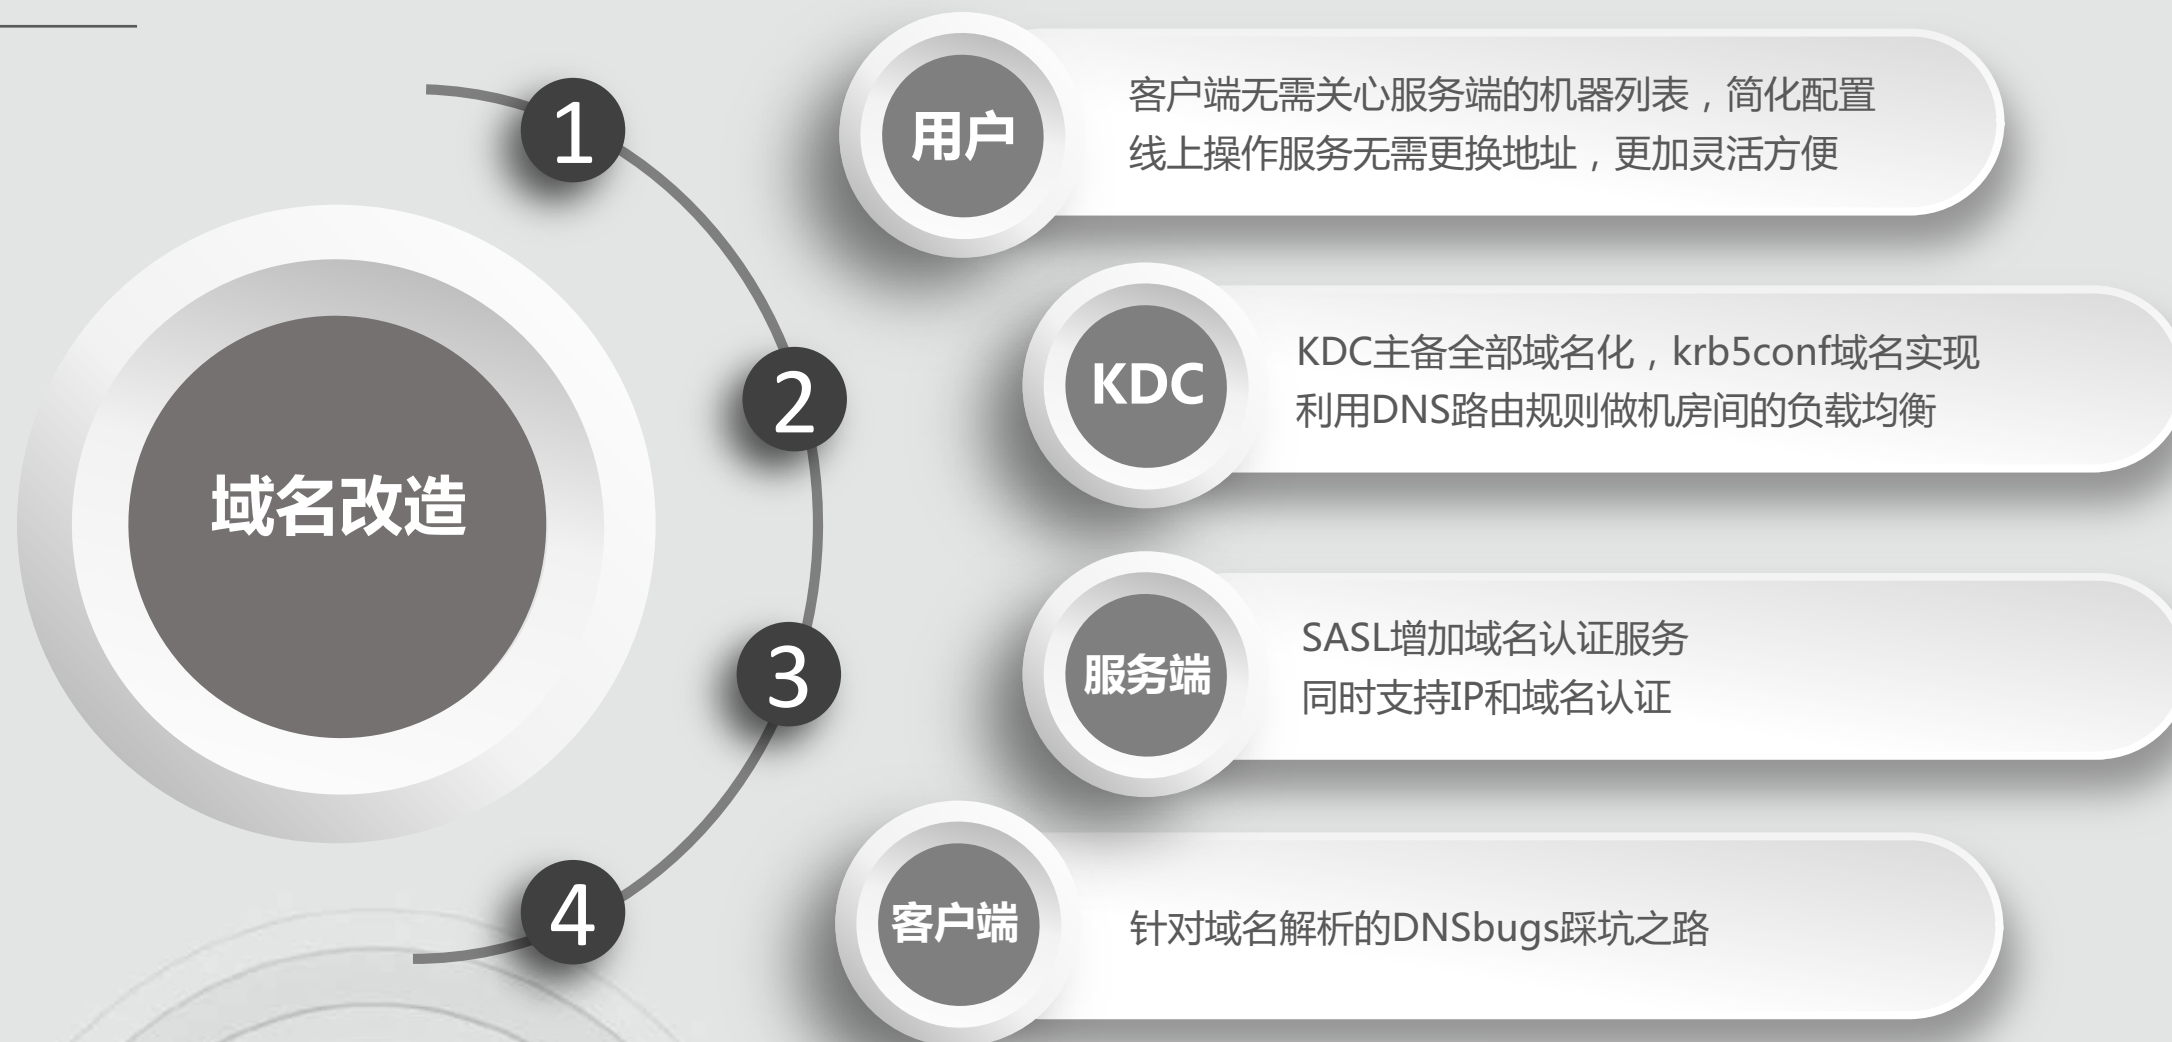 域名改造
1
用户
客户端无需关心服务端的机器列表，简化配置
线上操作服务无需更换地址，更加灵活方便
2
KDC
KDC主备全部域名化，krb5conf域名实现
利用DNS路由规则做机房间的负载均衡
3
服务端
SASL增加域名认证服务
同时支持IP和域名认证
4
客户端
针对域名解析的DNSbugs踩坑之路